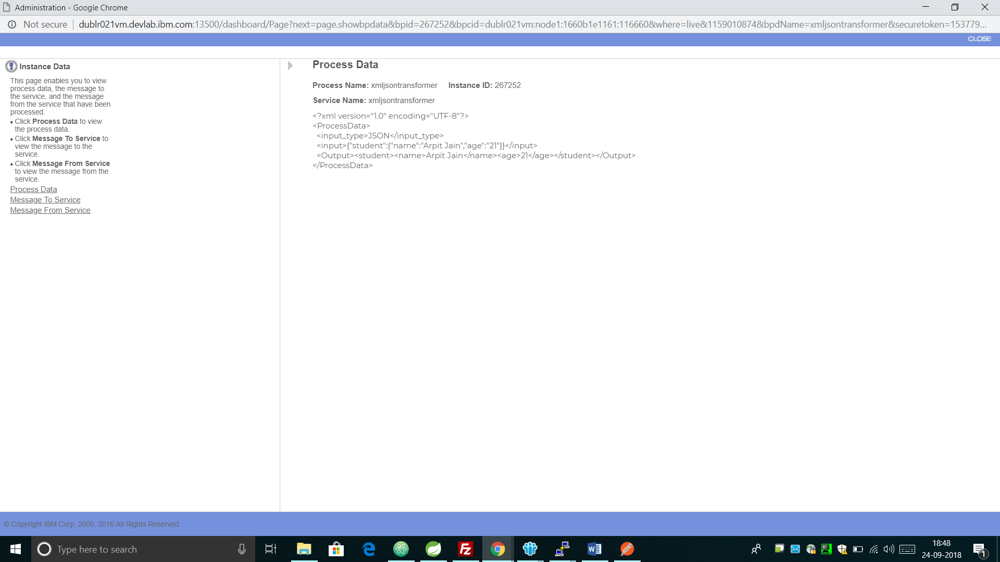 Administration - Google Chrome
Not secure
dublr021vm.devlab.ibm.com:13500/dashboard/Page?next=page.showbpdata&bpid=267252&bpcid=dublr021vm:node1:1660b1e1161:116660&where=live&1159010874&bpdName=xmljsontransformer&securetoken=153779...
CLOSE
Instance Data
This page enables you to view
process data, the message to
the service, and the message
from the service that have been
processed.
• Click Process Data to view
the process data.
• Click Message To Service to
view the message to the
service.
• Click Message From Service
to view the message from the
service.
Process Data
Message To Service
Message From Service
Process Data
Process Name: xmljsontransformer Instance ID: 267252
Service Name: xmljsontransformer
<?xml version="1.0" encoding="UTF-8"?>
<ProcessData>
<input_type>JSON</input_type>
<input>{"student":{"name":"Arpit Jain","age":"21"}}</input>
<Output><student><name>Arpit Jain</name><age>21</age></student></Output>
</ProcessData>
© Copyright IBM Corp. 2000, 2016 All Rights Reserved.
Type here to search
18:48
24-09-2018
1